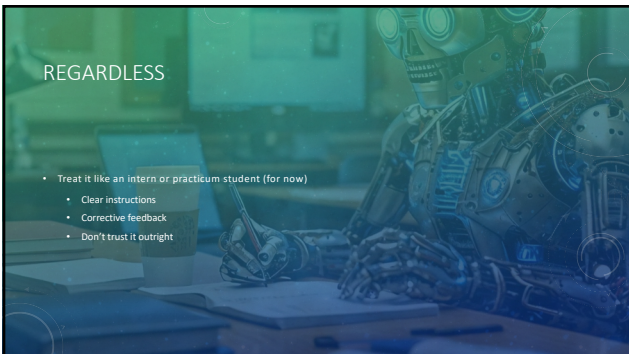 REGARDLESS
• Treat it like an intern or practicum student (for now)
• Clear instructions
• Corrective feedback
• Don't trust it outright